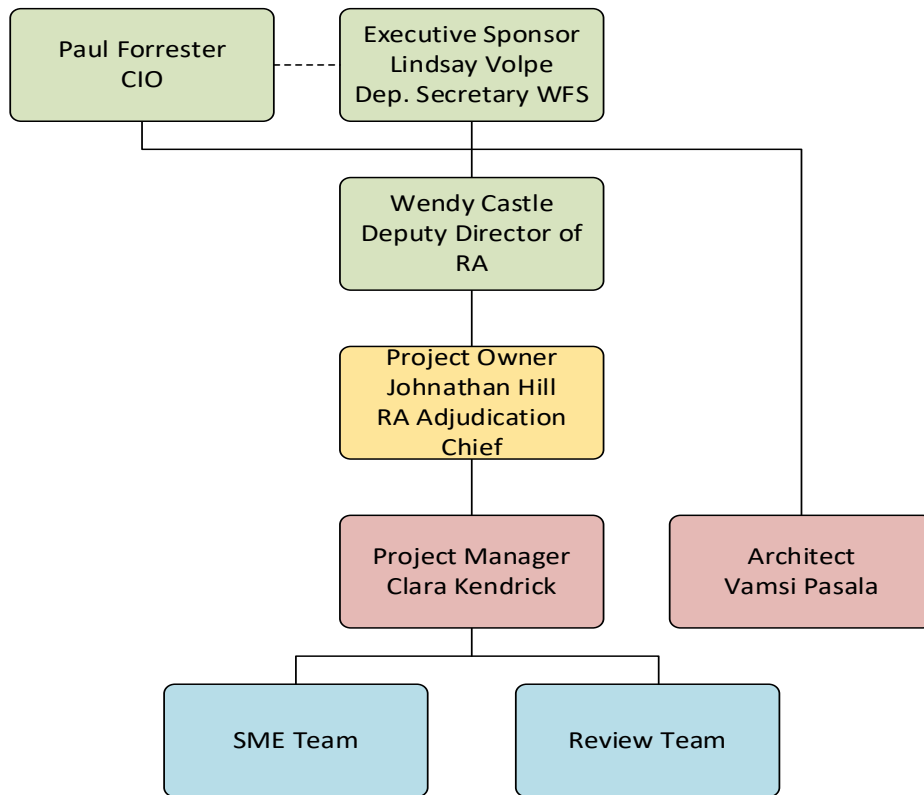 Paul Forrester
CIO
Executive Sponsor
Lindsay Volpe
Dep. Secretary WFS
Wendy Castle
Deputy Director of
RA
Project Owner
Johnathan Hill
RA Adjudication
Chief
Project Manager
Clara Kendrick
Architect
Vamsi Pasala
SME Team
Review Team